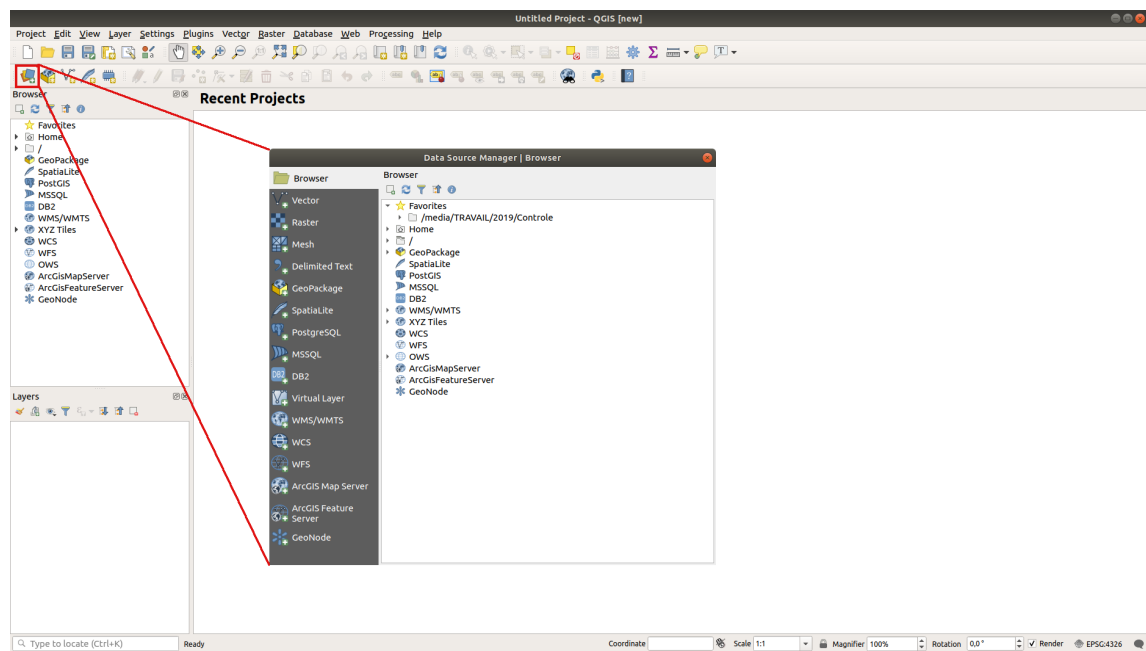 Untitled Project - QGIS [new]
Project Edit View Layer Settings Plugins Vector Raster Database Web Processing Help
Browser
Favorites
Home
/
GeoPackage
SpatiaLite
PostGIS
MSSQL
DB2
WMS/WMTS
XYZ Tiles
WCS
WFS
OWS
ArcGisMapServer
ArcGisFeatureServer
GeoNode
Layers
Recent Projects
Data Source Manager | Browser
Browser
Vector
Raster
Mesh
Delimited Text
GeoPackage
SpatiaLite
PostgreSQL
MSSQL
DB2
Virtual Layer
WMS/WMTS
WCS
WFS
ArcGIS Map Server
ArcGIS Feature
Server
GeoNode
Browser
Favorites
/media/TRAVAIL/2019/Controle
Home
/
GeoPackage
SpatiaLite
PostGIS
MSSQL
DB2
WMS/WMTS
XYZ Tiles
WCS
WFS
OWS
ArcGisMapServer
ArcGisFeatureServer
GeoNode
Type to locate (Ctrl+K) Ready Coordinate Scale 1:1 Magnifier 100% Rotation 0,0 ° Render EPSG:4326